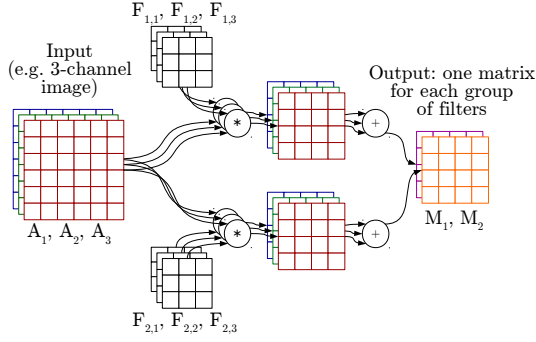 F1,1, F1,2, F1,3
Input
(e.g. 3-channel
image)
Output: one matrix
for each group
of filters
*
+
A1, A2, A3
M1, M2
*
+
F2,1, F2,2, F2,3